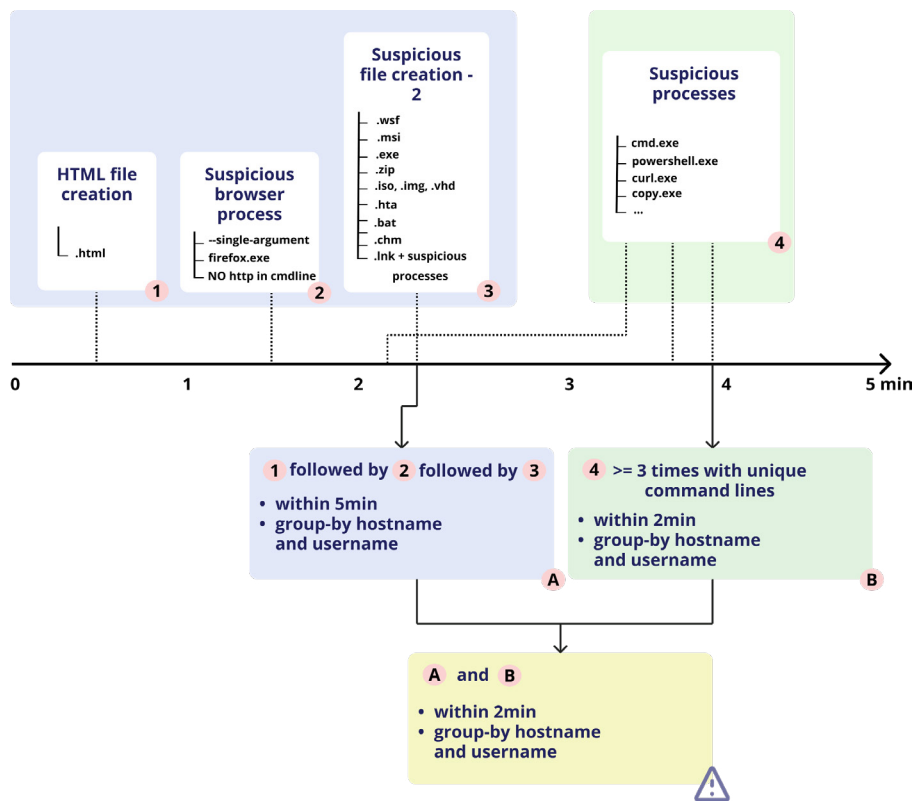 HTML file
creation
.html
1
Suspicious
browser
process
--single-argument
firefox.exe
NO http in cmdline
2
Suspicious
file creation -
2
.wsf
.msi
.exe
.zip
.iso, .img, .vhd
.hta
.bat
.chm
.lnk + suspicious
processes
3
Suspicious
processes
cmd.exe
powershell.exe
curl.exe
copy.exe
...
4
0 1 2 3 4 5 min
1 followed by 2 followed by 3
• within 5min
• group-by hostname
and username
A
4 >= 3 times with unique
command lines
• within 2min
• group-by hostname
and username
B
A and B
• within 2min
• group-by hostname
and username